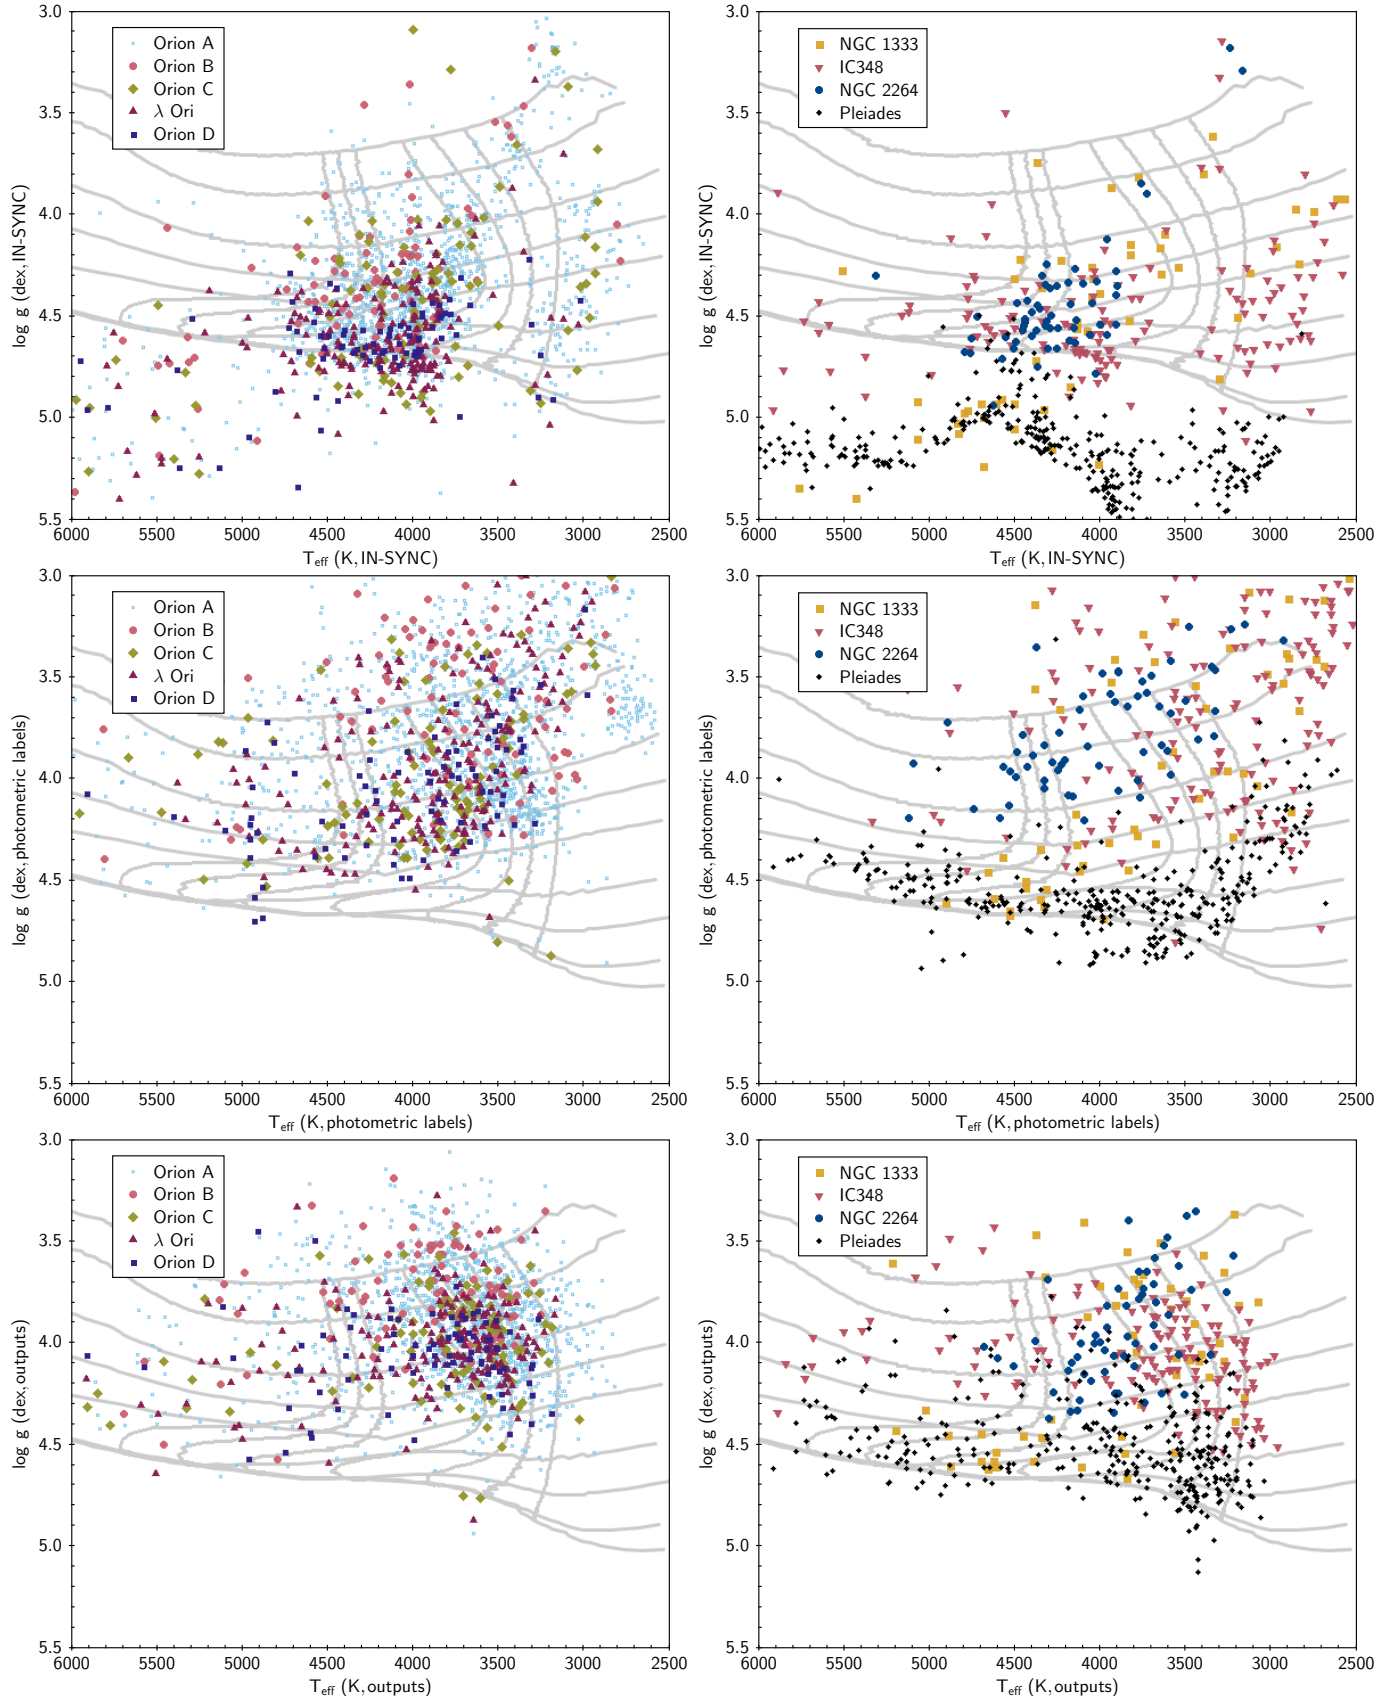 3.0
3.5
4.0
4.5
5.0
5.5
log g (dex, IN-SYNC)
Orion A
Orion B
Orion C
λ Ori
Orion D
6000 5500 5000 4500 4000 3500 3000 2500
Teff (K, IN-SYNC)
3.0
3.5
4.0
4.5
5.0
5.5
log g (dex, IN-SYNC)
NGC 1333
IC348
NGC 2264
Pleiades
6000 5500 5000 4500 4000 3500 3000 2500
Teff (K, IN-SYNC)
3.0
3.5
4.0
4.5
5.0
5.5
log g (dex, photometric labels)
Orion A
Orion B
Orion C
λ Ori
Orion D
6000 5500 5000 4500 4000 3500 3000 2500
Teff (K, photometric labels)
3.0
3.5
4.0
4.5
5.0
5.5
log g (dex, photometric labels)
NGC 1333
IC348
NGC 2264
Pleiades
6000 5500 5000 4500 4000 3500 3000 2500
Teff (K, photometric labels)
3.0
3.5
4.0
4.5
5.0
5.5
log g (dex, outputs)
Orion A
Orion B
Orion C
λ Ori
Orion D
6000 5500 5000 4500 4000 3500 3000 2500
Teff (K, outputs)
3.0
3.5
4.0
4.5
5.0
5.5
log g (dex, outputs)
NGC 1333
IC348
NGC 2264
Pleiades
6000 5500 5000 4500 4000 3500 3000 2500
Teff (K, outputs)